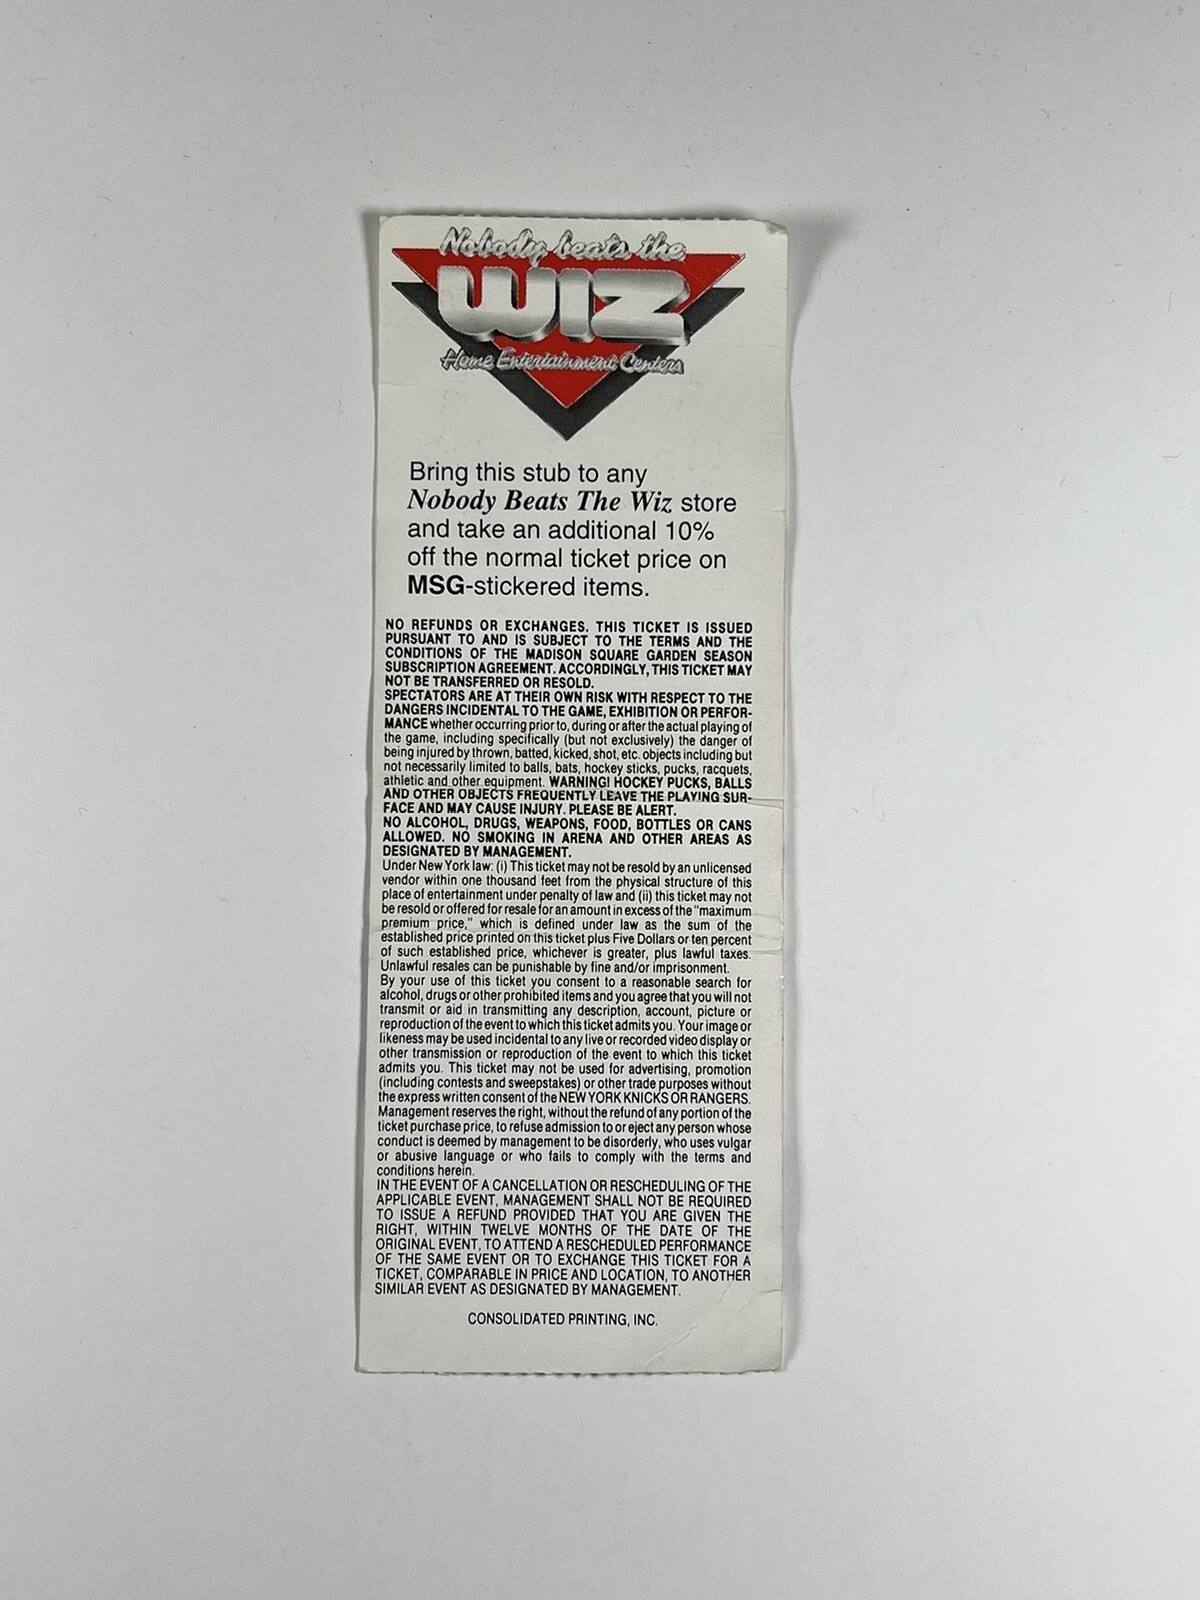 Nobody beats the
WIZ
Home Entertainment Centers
Bring this stub to any
Nobody Beats The Wiz store
and take an additional 10%
off the normal ticket price on
MSG-stickered items.
NO REFUNDS OR EXCHANGES. THIS TICKET IS ISSUED
PURSUANT TO AND IS SUBJECT TO THE TERMS AND THE
CONDITIONS OF THE MADISON SQUARE GARDEN SEASON
SUBSCRIPTION AGREEMENT. ACCORDINGLY, THIS TICKET MAY
NOT BE TRANSFERRED OR RESOLD.
SPECTATORS ARE AT THEIR OWN RISK WITH RESPECT TO THE
DANGERS INCIDENTAL TO THE GAME, EXHIBITION OR PERFOR-
MANCE whether occurring prior to, during or after the actual playing of
the game, including specifically (but not exclusively) the danger of
being injured by thrown, batted, kicked, shot, etc. objects including but
not necessarily limited to balls, bats, hockey sticks, pucks, racquets,
athletic and other equipment. WARNING! HOCKEY PUCKS, BALLS
AND OTHER OBJECTS FREQUENTLY LEAVE THE PLAYING SUR-
FACE AND MAY CAUSE INJURY. PLEASE BE ALERT.
NO ALCOHOL, DRUGS, WEAPONS, FOOD, BOTTLES OR CANS
ALLOWED. NO SMOKING IN ARENA AND OTHER AREAS AS
DESIGNATED BY MANAGEMENT.
Under New York law: (i) This ticket may not be resold by an unlicensed
vendor within one thousand feet from the physical structure of this
place of entertainment under penalty of law and (ii) this ticket may not
be resold or offered for resale for an amount in excess of the "maximum
premium price," which is defined under law as the sum of the
established price printed on this ticket plus Five Dollars or ten percent
of such established price, whichever is greater, plus lawful taxes.
Unlawful resales can be punishable by fine and/or imprisonment.
By your use of this ticket you consent to a reasonable search for
alcohol, drugs or other prohibited items and you agree that you will not
transmit or aid in transmitting any description, account, picture or
reproduction of the event to which this ticket admits you. Your image or
likeness may be used incidental to any live or recorded video display or
other transmission or reproduction of the event to which this ticket
admits you. This ticket may not be used for advertising, promotion
(including contests and sweepstakes) or other trade purposes without
the express written consent of the NEW YORK KNICKS OR RANGERS.
Management reserves the right, without the refund of any portion of the
ticket purchase price, to refuse admission to or eject any person whose
conduct is deemed by management to be disorderly, who uses vulgar
or abusive language or who fails to comply with the terms and
conditions herein.
IN THE EVENT OF A CANCELLATION OR RESCHEDULING OF THE
APPLICABLE EVENT, MANAGEMENT SHALL NOT BE REQUIRED
TO ISSUE A REFUND PROVIDED THAT YOU ARE GIVEN THE
RIGHT, WITHIN TWELVE MONTHS OF THE DATE OF THE
ORIGINAL EVENT, TO ATTEND A RESCHEDULED PERFORMANCE
OF THE SAME EVENT OR TO EXCHANGE THIS TICKET FOR A
TICKET, COMPARABLE IN PRICE AND LOCATION, TO ANOTHER
SIMILAR EVENT AS DESIGNATED BY MANAGEMENT.
CONSOLIDATED PRINTING, INC.